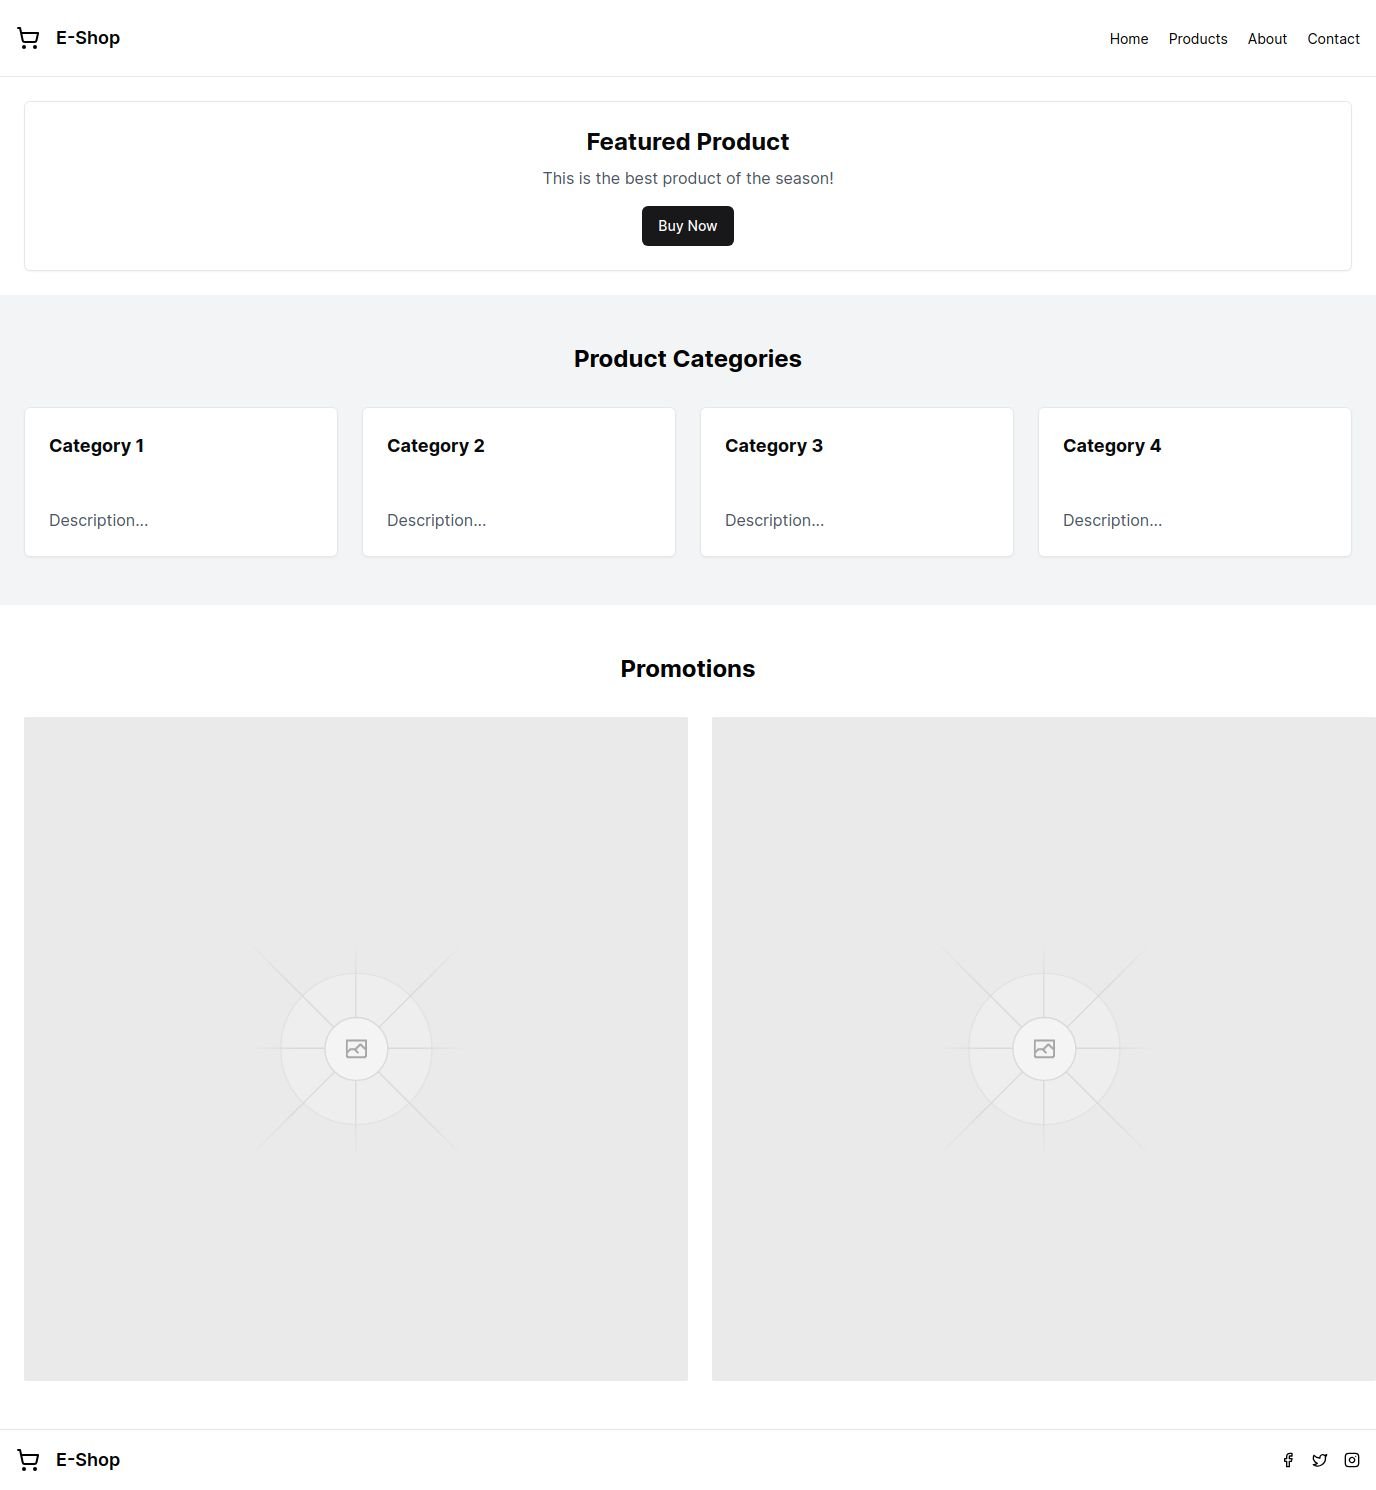 E-Shop
Home Products About Contact
Featured Product
This is the best product of the season!
Buy Now
Product Categories
Category 1
Description...
Category 2
Description...
Category 3
Description...
Category 4
Description...
Promotions
E-Shop